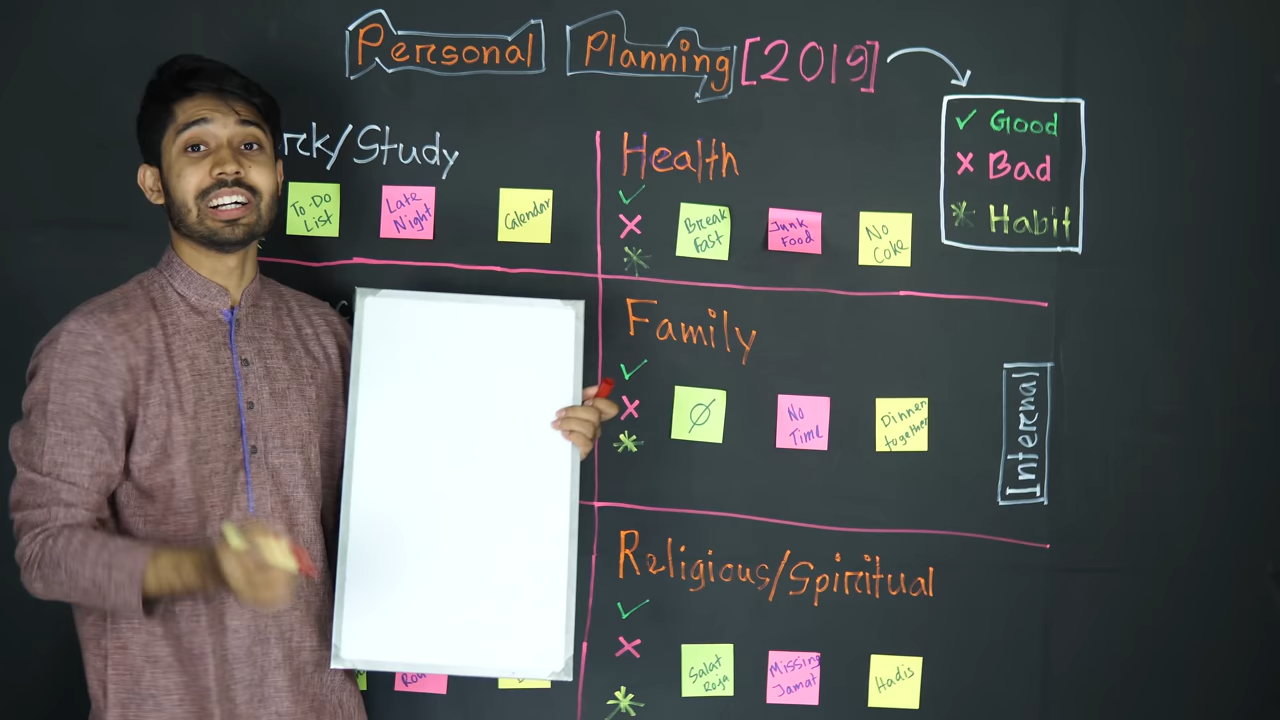 Personal Planning [2019]
✓ Good
× Bad
* Habit
rk/Study
To-Do
List
Late
Night
Calendar
Health
✓
×
*
Break
Fast
Junk
Food
No
Coke
Family
✓
×
*
Ø
No
Time
Dinner
together
Internal
Religious/Spiritual
✓
×
*
Salat
Roja
Missing
Jamat
Hadis